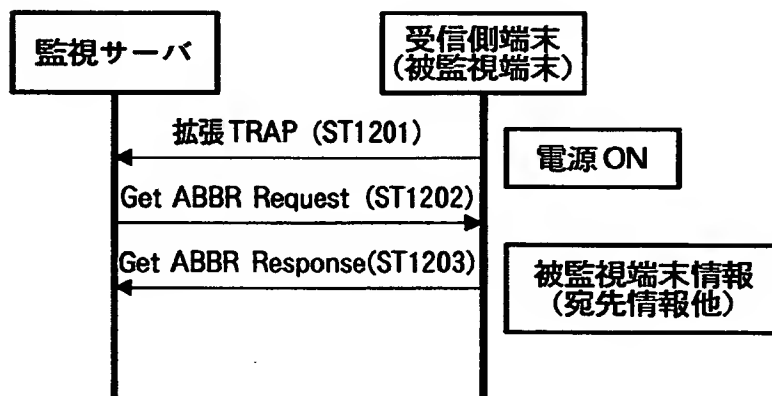 監視サーバ
受信側端末
(被監視端末)
拡張TRAP (ST1201)
電源ON
Get ABBR Request (ST1202)
Get ABBR Response(ST1203)
被監視端末情報
(宛先情報他)